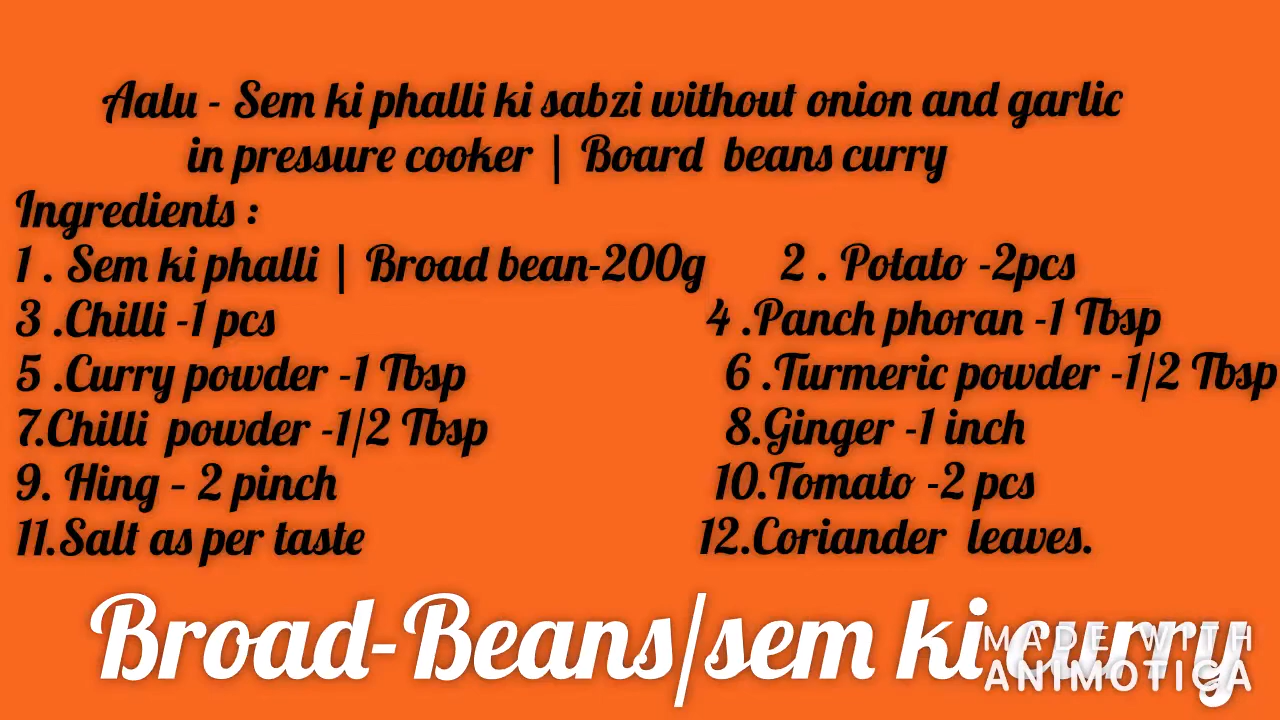 Aalu - Sem ki phalli ki sabzi without onion and garlic
in pressure cooker | Board beans curry
Ingredients :
1 . Sem ki phalli | Broad bean-200g 2 . Potato -2pcs
3 .Chilli -1 pcs 4 .Panch phoran -1 Tbsp
5 .Curry powder -1 Tbsp 6 .Turmeric powder -1/2 Tbsp
7.Chilli powder -1/2 Tbsp 8.Ginger -1 inch
9. Hing - 2 pinch 10.Tomato -2 pcs
11.Salt as per taste 12.Coriander leaves.
Broad-Beans/sem ki curry
MADE WITH
ANIMOTICA